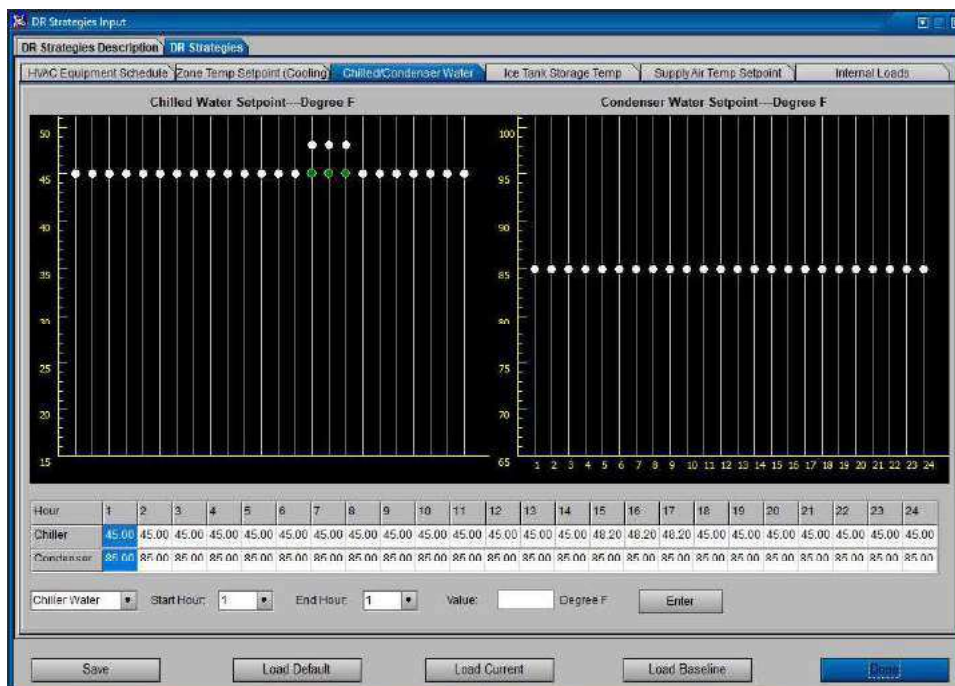 DR Strategies Input
DR Strategies Description DR Strategies
HVAC Equipment Schedule Zone Temp Setpoint (Cooling) Chilled/Condenser Water Ice Tank Storage Temp Supply Air Temp Setpoint Internal Loads
Chilled Water Setpoint---Degree F Condenser Water Setpoint---Degree F
50 100
45 95
40 90
35 85
30 80
25 75
20 70
15 65 1 2 3 4 5 6 7 8 9 10 11 12 13 14 15 16 17 18 19 20 21 22 23 24
Hour 1 2 3 4 5 6 7 8 9 10 11 12 13 14 15 16 17 18 19 20 21 22 23 24
Chiller 45.00 45.00 45.00 45.00 45.00 45.00 45.00 45.00 45.00 45.00 45.00 45.00 45.00 45.00 48.20 48.20 48.20 45.00 45.00 45.00 45.00 45.00 45.00 45.00
Condenser 85.00 85.00 85.00 85.00 85.00 85.00 85.00 85.00 85.00 85.00 85.00 85.00 85.00 85.00 85.00 85.00 85.00 85.00 85.00 85.00 85.00 85.00 85.00 85.00
Chiller Water Start Hour: 1 End Hour: 1 Value: Degree F Enter
Save Load Default Load Current Load Baseline Done